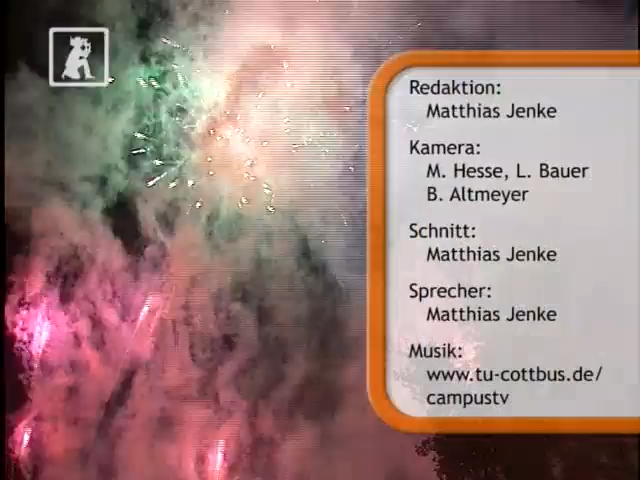 Redaktion:
Matthias Jenke
Kamera:
M. Hesse, L. Bauer
B. Altmeyer
Schnitt:
Matthias Jenke
Sprecher:
Matthias Jenke
Musik:
www.tu-cottbus.de/
campustv